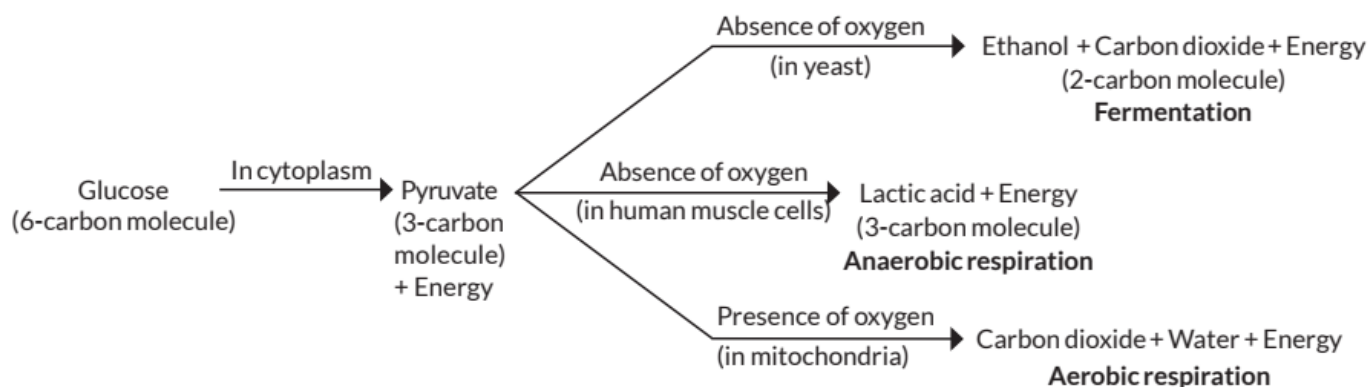 Glucose
(6-carbon molecule)
In cytoplasm
Pyruvate
(3-carbon
molecule)
+ Energy
Absence of oxygen
(in yeast)
Ethanol + Carbon dioxide + Energy
(2-carbon molecule)
Fermentation
Absence of oxygen
(in human muscle cells)
Lactic acid + Energy
(3-carbon molecule)
Anaerobic respiration
Presence of oxygen
(in mitochondria)
Carbon dioxide + Water + Energy
Aerobic respiration